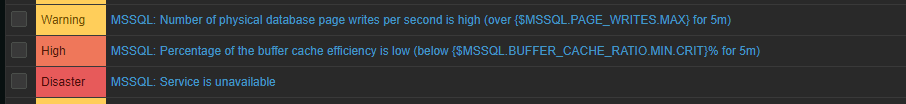 Warning MSSQL: Number of physical database page writes per second is high (over {$MSSQL.PAGE_WRITES.MAX} for 5m)
High MSSQL: Percentage of the buffer cache efficiency is low (below {$MSSQL.BUFFER_CACHE_RATIO.MIN.CRIT}% for 5m)
Disaster MSSQL: Service is unavailable